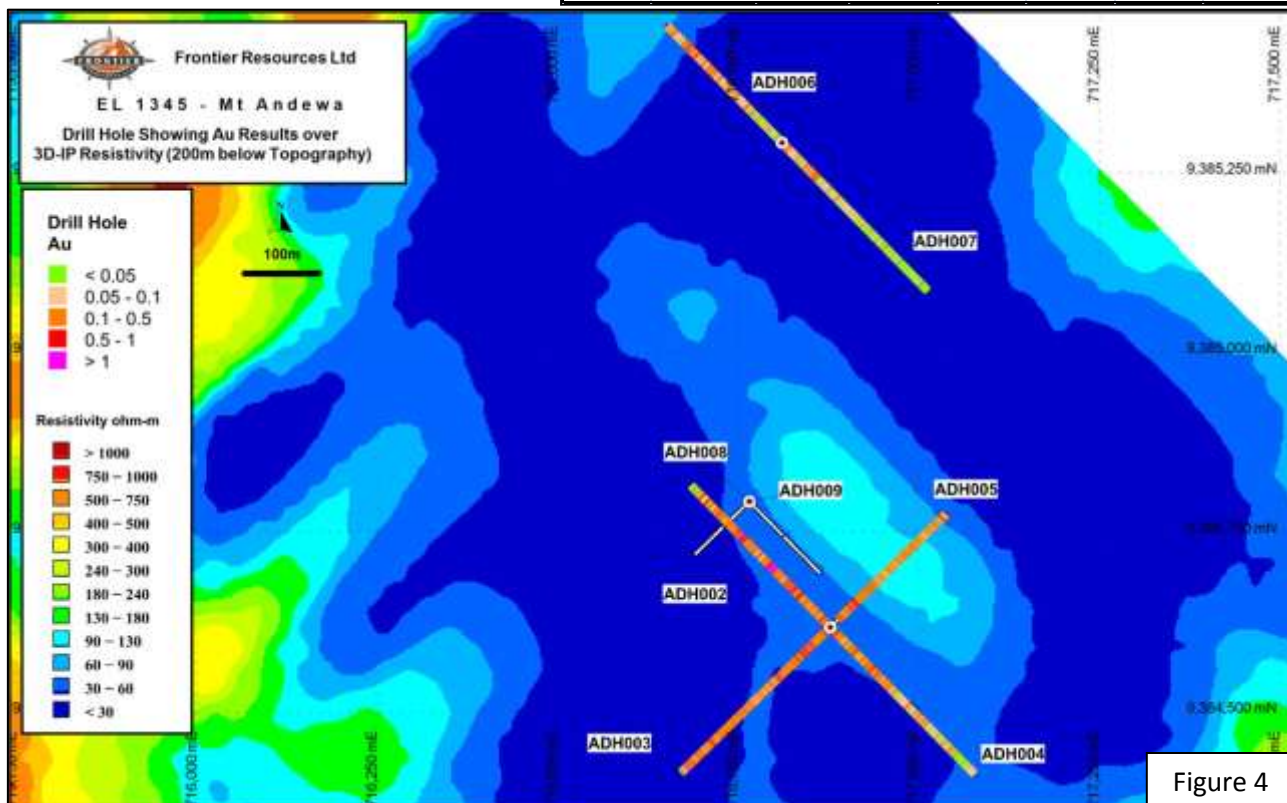 FRONTIER
Frontier Resources Ltd
EL 1345 - Mt Andewa
Drill Hole Showing Au Results over
3D-IP Resistivity (200m below Topography)
Drill Hole
Au
< 0.05
0.05 - 0.1
0.1 - 0.5
0.5 - 1
> 1
100m
Resistivity ohm-m
> 1000
750 – 1000
500 – 750
400 – 500
300 – 400
240 – 300
180 – 240
130 – 180
90 – 130
60 – 90
30 – 60
< 30
ADH006
ADH007
ADH008
ADH009
ADH005
ADH002
ADH003
ADH004
717,250 mE
717,500 mE
9,385,250 mN
9,385,000 mN
9,384,500 mN
716,000 mE
716,250 mE
Figure 4